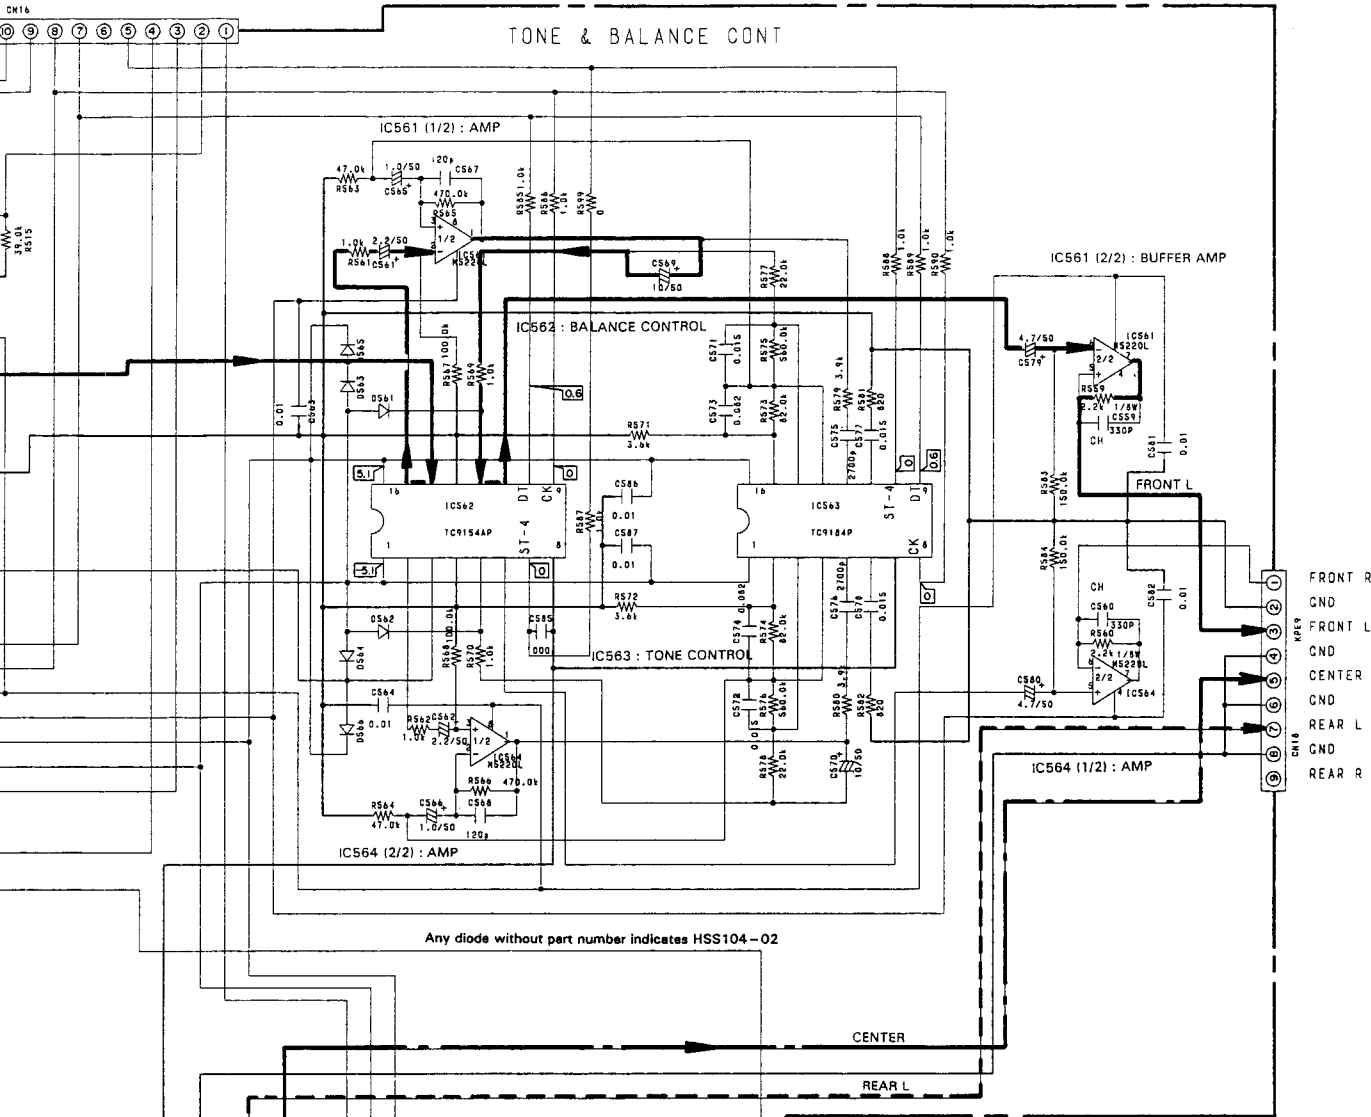 CN16
TONE & BALANCE CONT
10 9 8 7 6 5 4 3 2 1
IC561 (1/2) : AMP
47.0k
R563
1.0/50
C565
120p
C567
470.0k
R565
R585 1.0k
R586
1.0k
R599
0
39.0k
R515
1.0k
R561
2.2/50
C561
1/2
C569
10/50
R577
22.0k
R588
1.0k
R589
1.0k
R590
1.0k
IC561 (2/2) : BUFFER AMP
IC562 : BALANCE CONTROL
4.7/50
C579
IC561
M5220L
2/2
D565
D563
D561
0.01
C563
R567 100.0k
R569
1.0k
0.6
C571
0.015
R575
560.0k
C573
0.082
R573
82.0k
R579
3.9k
R581
820
C575
2700p
C577
0.015
R559
2.2k
1/8W
C559
330P
CH
C581
0.01
R571
3.6k
5.1
0
0
0.6
16
DT
CK
9
IC562
TC9154AP
ST-4
1
8
C586
0.01
C587
0.01
R587
1.0k
16
ST-4
DT
9
IC563
TC9184P
CK
1
8
R583
150.0k
FRONT L
R584
150.0k
-5.1
0
0
R572
3.6k
D562
D564
D566
R568 100.0k
R570
1.0k
C585
000
IC563 : TONE CONTROL
C574
0.082
R574
82.0k
C576
2700p
C578
0.015
CH
C560
330P
R560
2.2k 1/8W
M5220L
2/2
IC564
C582
0.01
C580
4.7/50
C564
0.01
R562
1.0k
C562
2.2/50
1/2
IC564
M5220L
C572
0.015
R576
560.0k
R580
3.9k
R582
820
R578
22.0k
C570
10/50
R566
470.0k
C568
120p
R564
47.0k
C566
1.0/50
IC564 (2/2) : AMP
IC564 (1/2) : AMP
KPE9
CN18
1 FRONT R
2 GND
3 FRONT L
4 GND
5 CENTER
6 GND
7 REAR L
8 GND
9 REAR R
Any diode without part number indicates HSS104-02
CENTER
REAR L